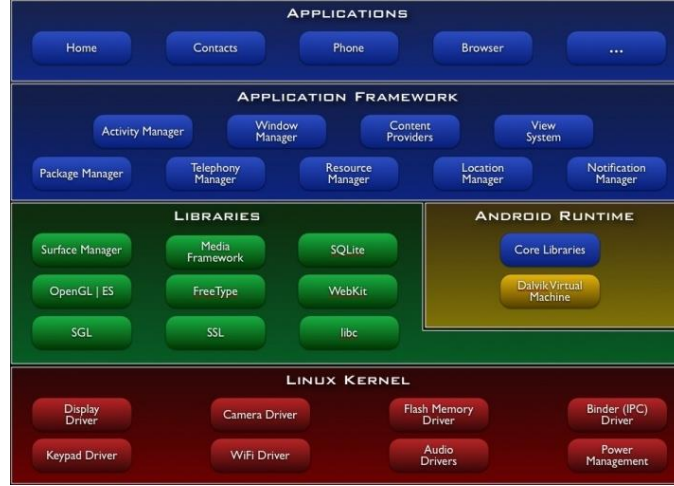 APPLICATIONS
Home
Contacts
Phone
Browser
...
APPLICATION FRAMEWORK
Activity Manager
Window
Manager
Content
Providers
View
System
Package Manager
Telephony
Manager
Resource
Manager
Location
Manager
Notification
Manager
LIBRARIES
Surface Manager
Media
Framework
SQLite
OpenGL | ES
FreeType
WebKit
SGL
SSL
libc
ANDROID RUNTIME
Core Libraries
Dalvik Virtual
Machine
LINUX KERNEL
Display
Driver
Camera Driver
Flash Memory
Driver
Binder (IPC)
Driver
Keypad Driver
WiFi Driver
Audio
Drivers
Power
Management